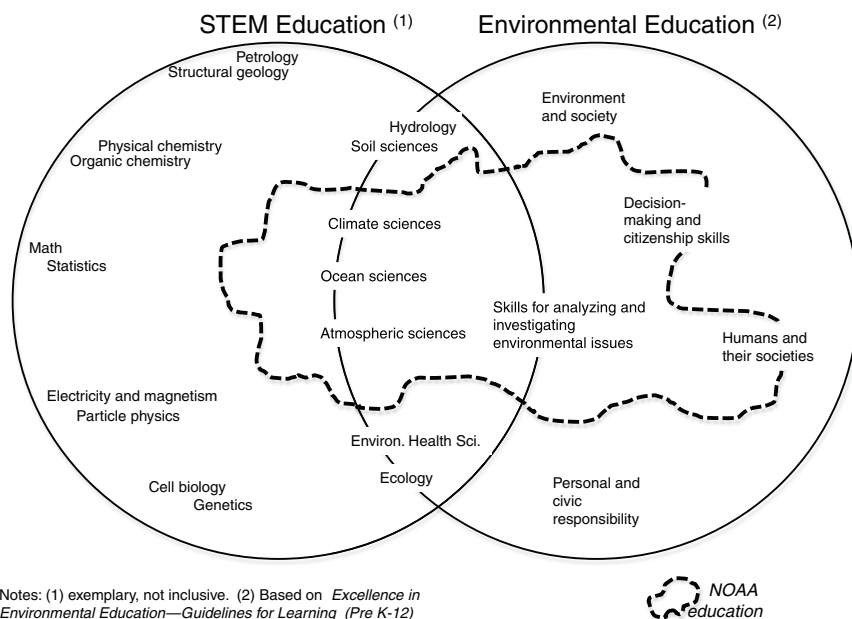 STEM Education (1)
Environmental Education (2)
Petrology
Structural geology
Physical chemistry
Organic chemistry
Math
Statistics
Electricity and magnetism
Particle physics
Cell biology
Genetics
Hydrology
Soil sciences
Climate sciences
Ocean sciences
Atmospheric sciences
Environ. Health Sci.
Ecology
Skills for analyzing and
investigating
environmental issues
Environment
and society
Decision-
making and
citizenship skills
Humans and
their societies
Personal and
civic
responsibility
Notes: (1) exemplary, not inclusive. (2) Based on Excellence in
Environmental Education—Guidelines for Learning (Pre K-12)
NOAA
education